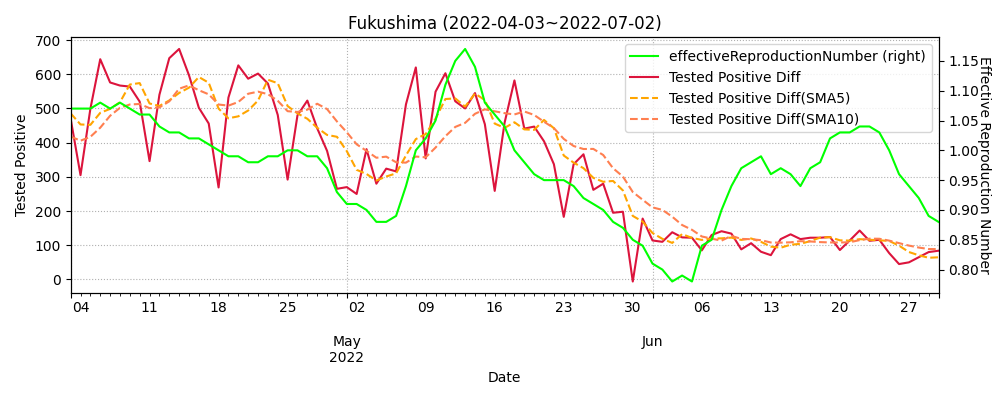 Fukushima (2022-04-03~2022-07-02)
effectiveReproductionNumber (right)
Tested Positive Diff
Tested Positive Diff(SMA5)
Tested Positive Diff(SMA10)
Tested Positive
700
600
500
400
300
200
100
0
1.15
1.10
1.05
1.00
0.95
0.90
0.85
0.80
Effective Reproduction Number
04 11 18 25 02 09 16 23 30 06 13 20 27
May Jun
2022
Date